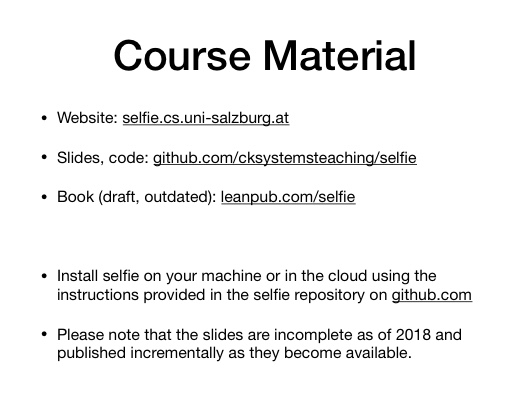 Course Material
• Website: selfie.cs.uni-salzburg.at
• Slides, code: github.com/cksystemsteaching/selfie
• Book (draft, outdated): leanpub.com/selfie
• Install selfie on your machine or in the cloud using the
instructions provided in the selfie repository on github.com
• Please note that the slides are incomplete as of 2018 and
published incrementally as they become available.